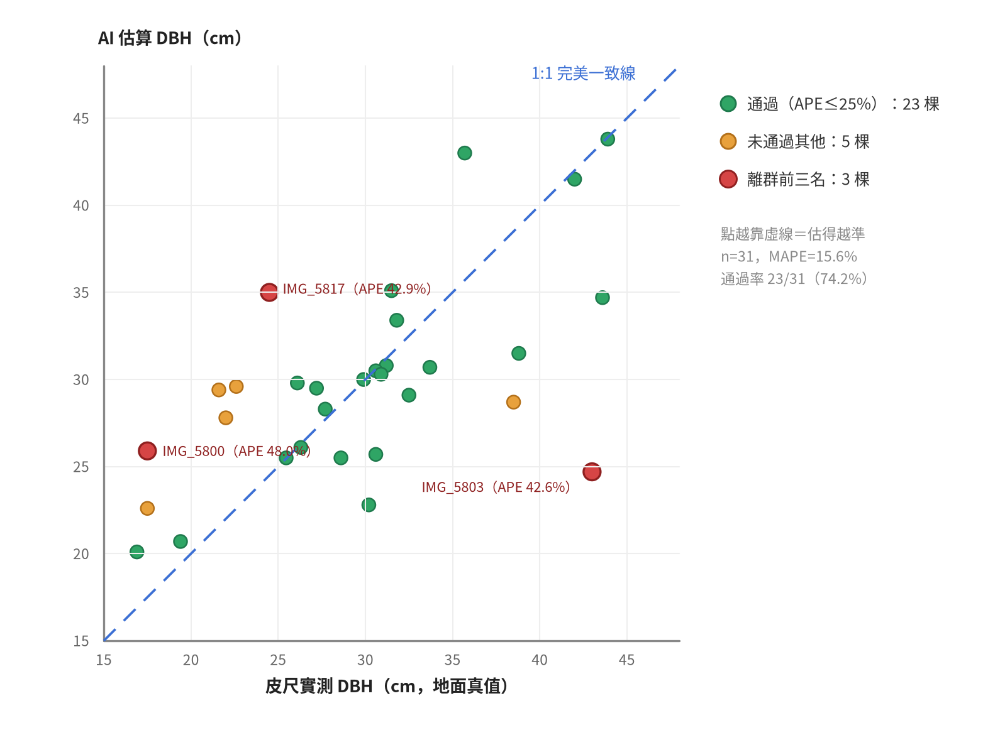 AI 估算 DBH（cm）
1:1 完美一致線
45
40
35
30
25
20
15
IMG_5817（APE 42.9%）
IMG_5800（APE 48.0%）
IMG_5803（APE 42.6%）
15 20 25 30 35 40 45
皮尺實測 DBH（cm，地面真值）
通過（APE≤25%）：23 棵
未通過其他：5 棵
離群前三名：3 棵
點越靠虛線＝估得越準
n=31，MAPE=15.6%
通過率 23/31（74.2%）